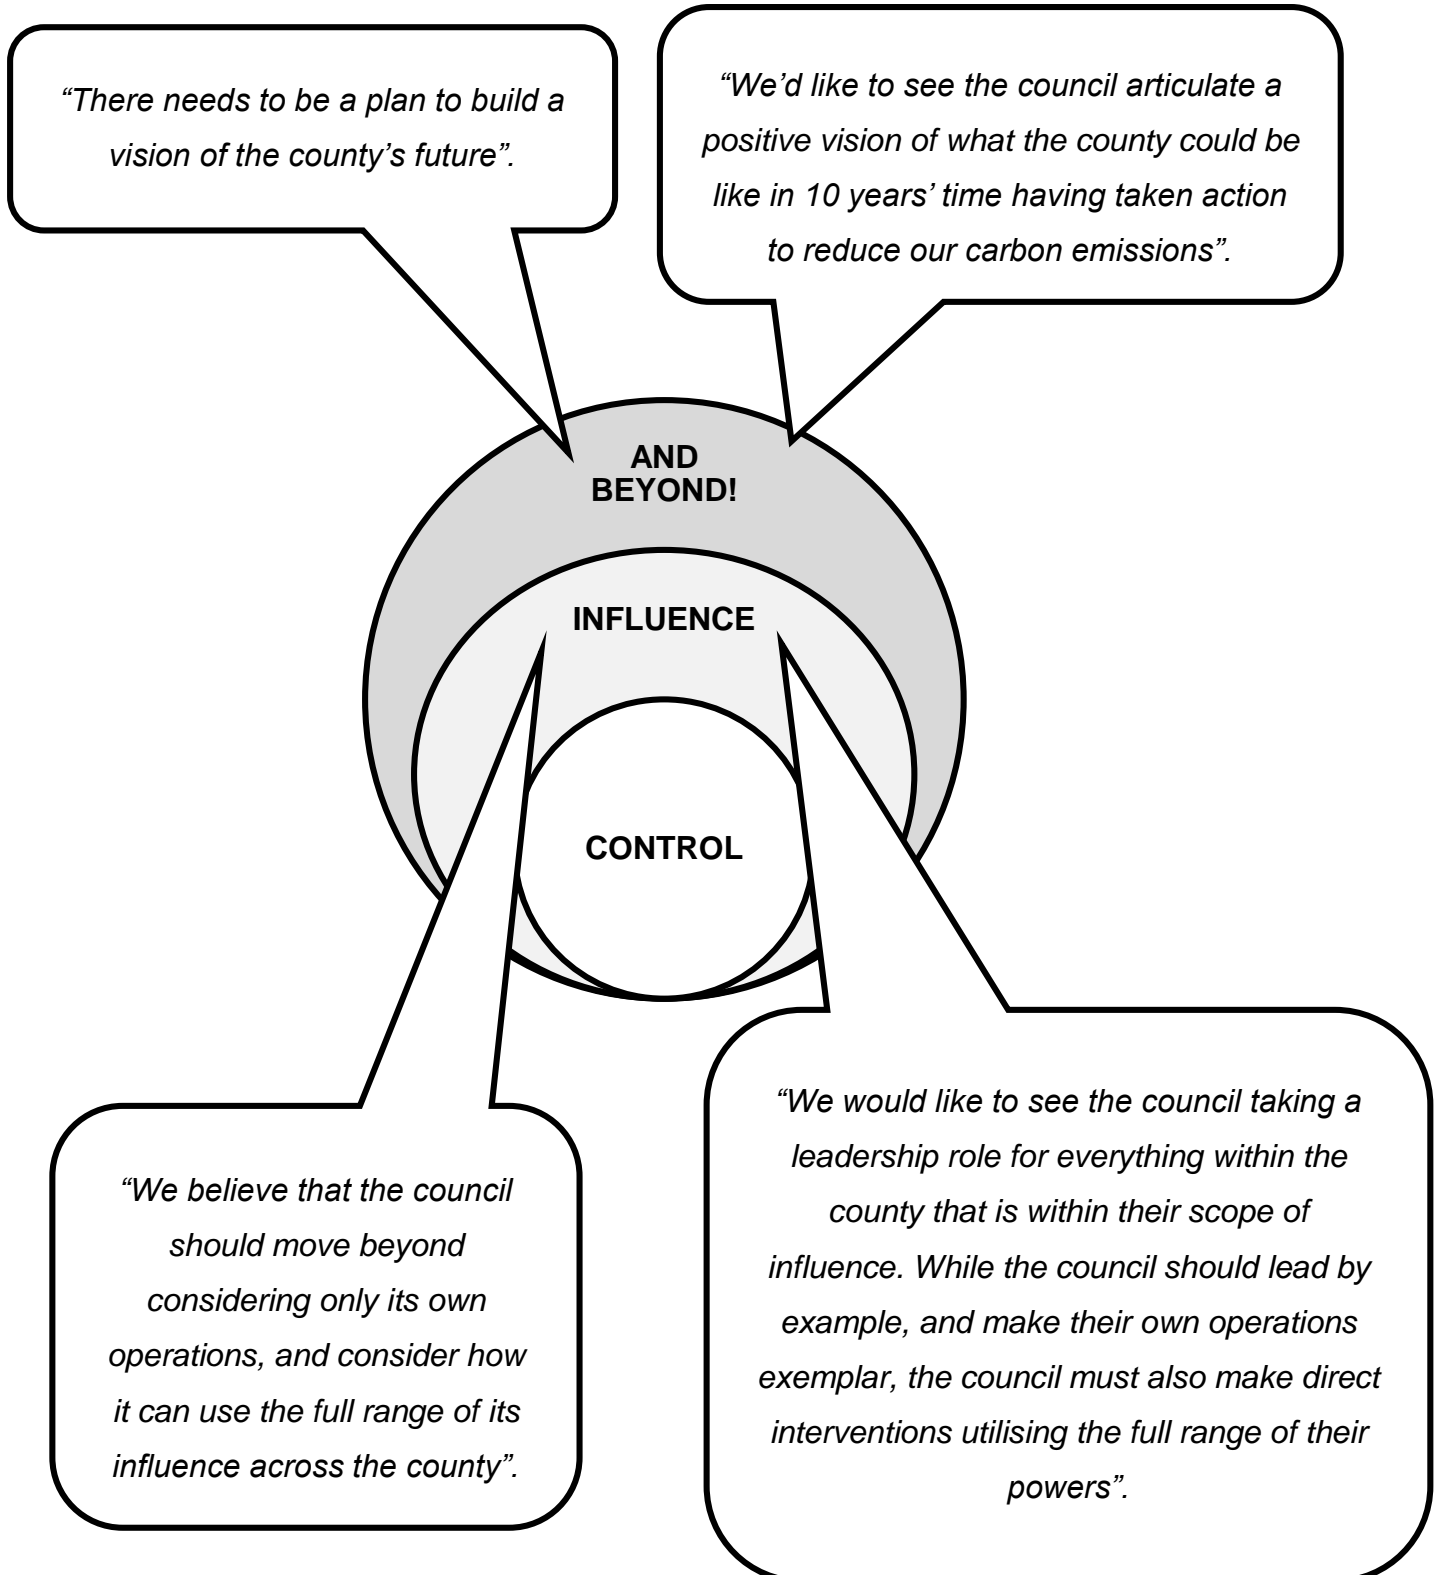 “There needs to be a plan to build a
vision of the county’s future”.
“We’d like to see the council articulate a
positive vision of what the county could be
like in 10 years’ time having taken action
to reduce our carbon emissions”.
AND
BEYOND!
INFLUENCE
CONTROL
“We believe that the council
should move beyond
considering only its own
operations, and consider how
it can use the full range of its
influence across the county”.
“We would like to see the council taking a
leadership role for everything within the
county that is within their scope of
influence. While the council should lead by
example, and make their own operations
exemplar, the council must also make direct
interventions utilising the full range of their
powers”.